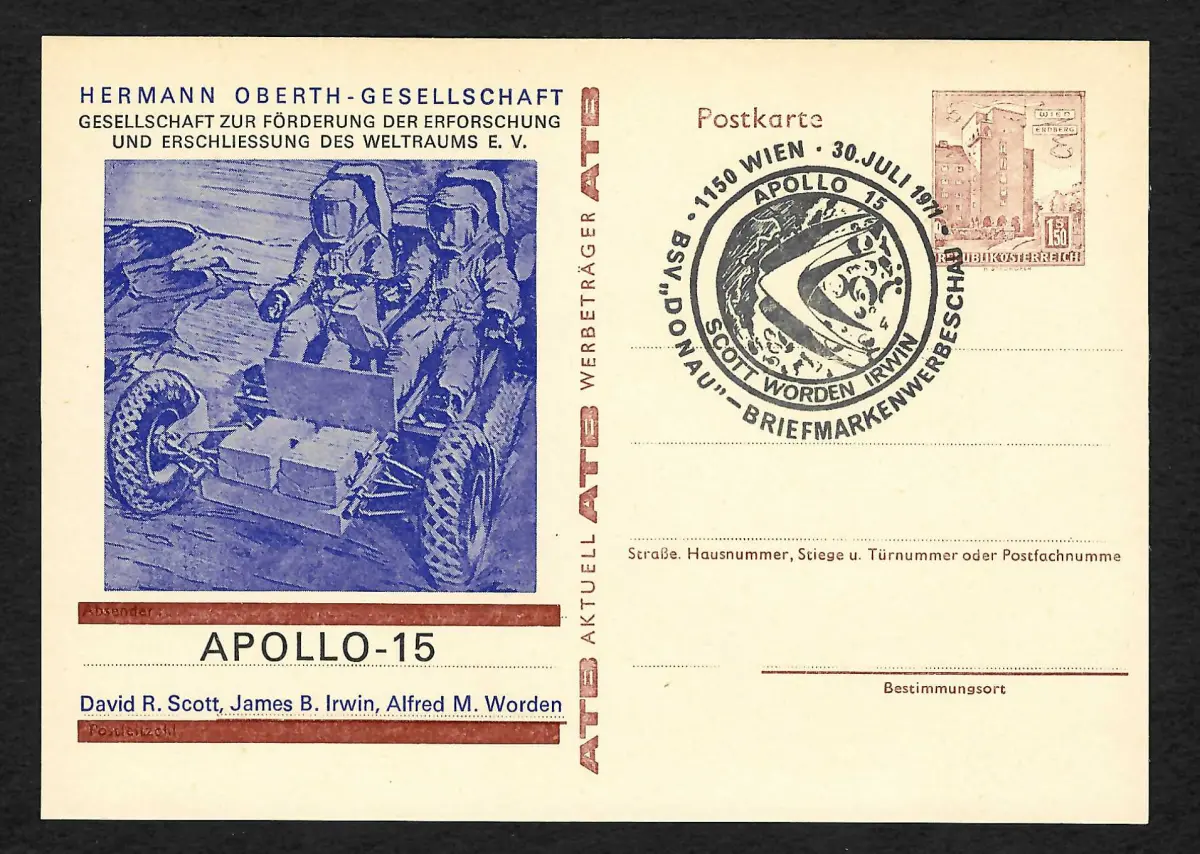 HERMANN OBERTH-GESELLSCHAFT
GESELLSCHAFT ZUR FÖRDERUNG DER ERFORSCHUNG
UND ERSCHLIESSUNG DES WELTRAUMS E. V.
Absender
APOLLO-15
David R. Scott, James B. Irwin, Alfred M. Worden
Postleitzahl
ATB AKTUELL ATB WERBETRÄGER ATB
Postkarte
WIEN
ERDBERG
S
1.50
REPUBLIK ÖSTERREICH
1150 WIEN · 30. JULI 1971 · BSV „DONAU" - BRIEFMARKENWERBESCHAU
APOLLO 15
SCOTT WORDEN IRWIN
4
Straße. Hausnummer, Stiege u. Türnummer oder Postfachnumme
Bestimmungsort